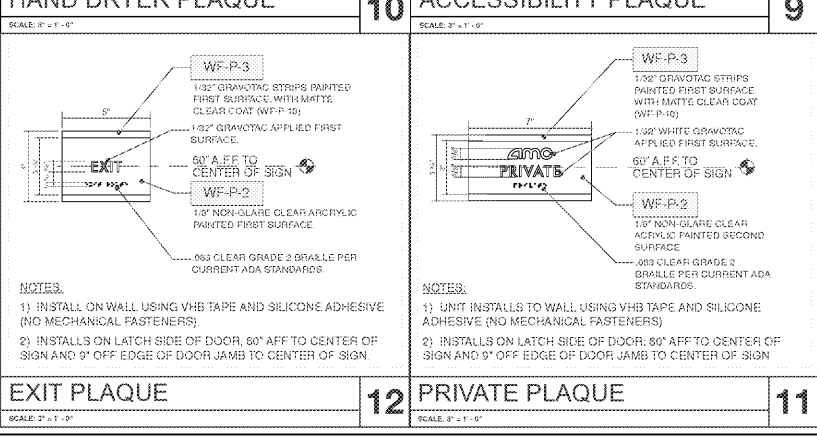 HAND DRYER PLAQUE
10
SCALE: 3" = 1' - 0"
ACCESSIBILITY PLAQUE
9
SCALE: 3" = 1' - 0"
WF-P-3
1/32" GRAVOTAC STRIPS PAINTED
FIRST SURFACE, WITH MATTE
CLEAR COAT (WF-P-10)
5"
1/32" GRAVOTAC APPLIED FIRST
SURFACE.
4"
EXIT
60" A.F.F. TO
CENTER OF SIGN
WF-P-2
1/8" NON-GLARE CLEAR ARCRYLIC
PAINTED FIRST SURFACE.
.083 CLEAR GRADE 2 BRAILLE PER
CURRENT ADA STANDARDS.
NOTES:
1) INSTALL ON WALL USING VHB TAPE AND SILICONE ADHESIVE
(NO MECHANICAL FASTENERS).
2) INSTALLS ON LATCH SIDE OF DOOR; 60" AFF TO CENTER OF
SIGN AND 9" OFF EDGE OF DOOR JAMB TO CENTER OF SIGN.
EXIT PLAQUE
12
SCALE: 3" = 1' - 0"
WF-P-3
1/32" GRAVOTAC STRIPS
PAINTED FIRST SURFACE,
WITH MATTE CLEAR COAT
(WF-P-10)
7"
1/32" WHITE GRAVOTAC
APPLIED FIRST SURFACE.
amc
PRIVATE
60" A.F.F. TO
CENTER OF SIGN
WF-P-2
1/8" NON-GLARE CLEAR
ACRYLIC PAINTED SECOND
SURFACE
.083 CLEAR GRADE 2
BRAILLE PER CURRENT ADA
STANDARDS.
NOTES:
1) UNIT INSTALLS TO WALL USING VHB TAPE AND SILICONE
ADHESIVE (NO MECHANICAL FASTENERS)
2) INSTALLS ON LATCH SIDE OF DOOR; 60" AFF TO CENTER OF
SIGN AND 9" OFF EDGE OF DOOR JAMB TO CENTER OF SIGN
PRIVATE PLAQUE
11
SCALE: 3" = 1' - 0"